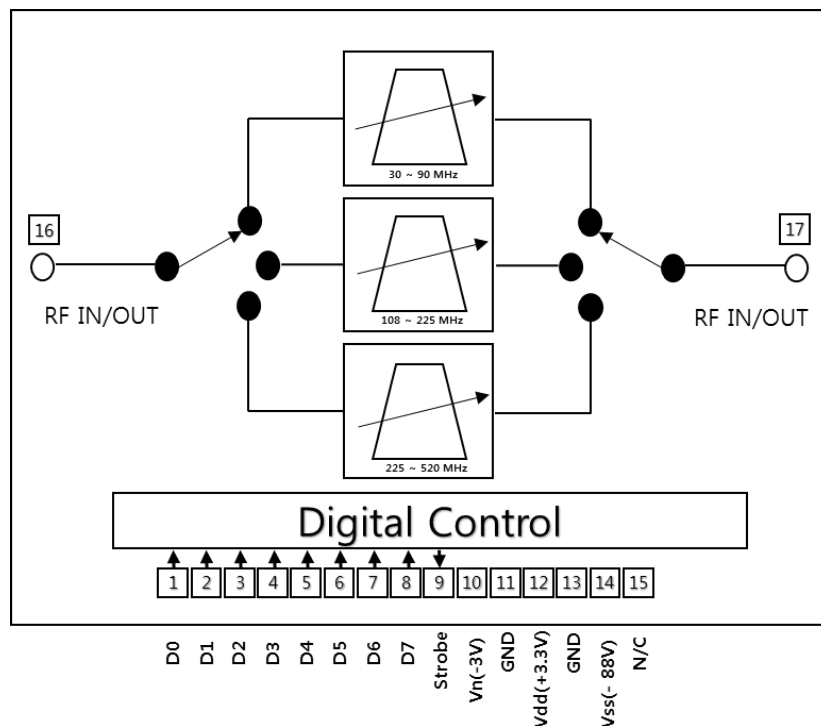 30 ~ 90 MHz
16
17
108 ~ 225 MHz
RF IN/OUT
RF IN/OUT
225 ~ 520 MHz
Digital Control
1 2 3 4 5 6 7 8 9 10 11 12 13 14 15
D0
D1
D2
D3
D4
D5
D6
D7
Strobe
Vn(-3V)
GND
Vdd(+3.3V)
GND
Vss(- 88V)
N/C